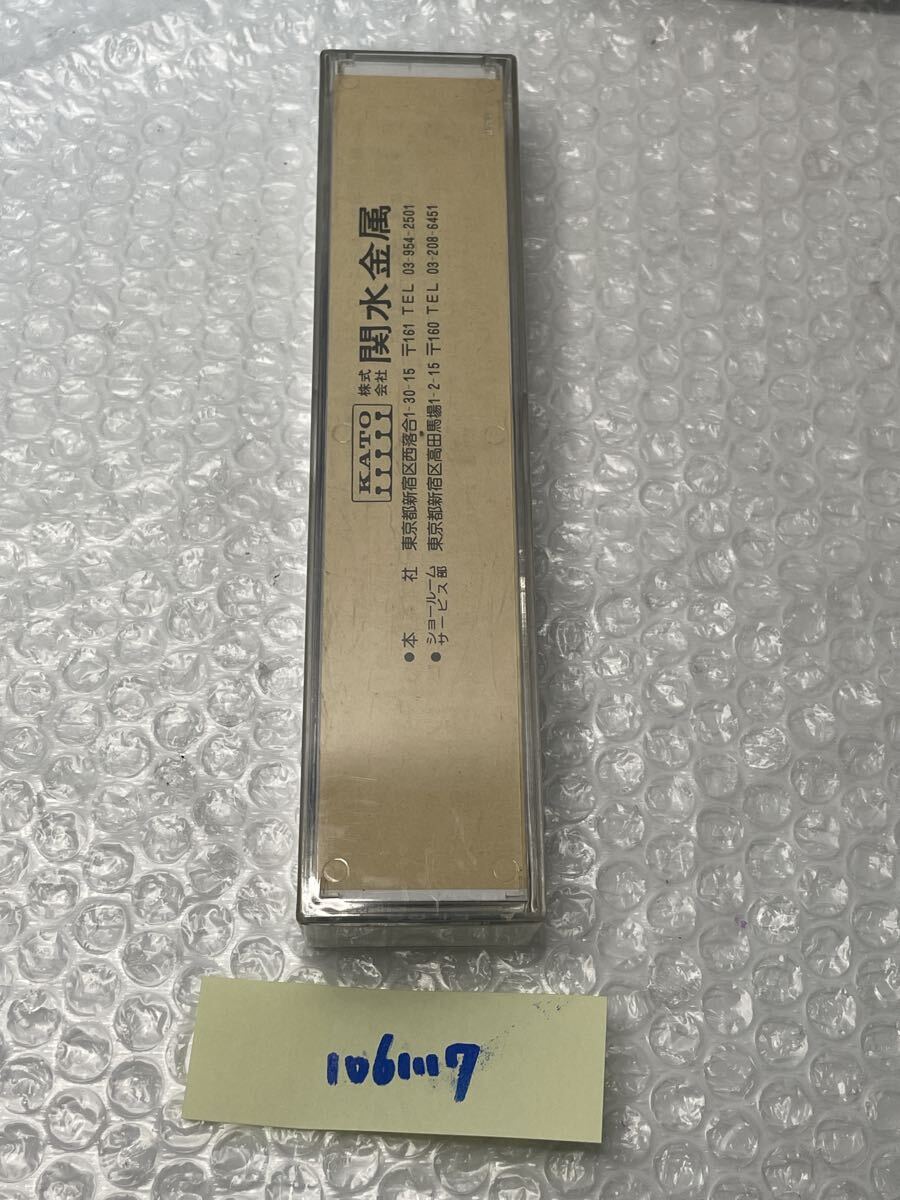 KATO
株式会社 関水金属
●本 社 東京都新宿区西落合1-30-15 〒161 TEL 03-954-2501
●ショールーム サービス部 東京都新宿区高田馬場1-2-15 〒160 TEL 03-208-6451